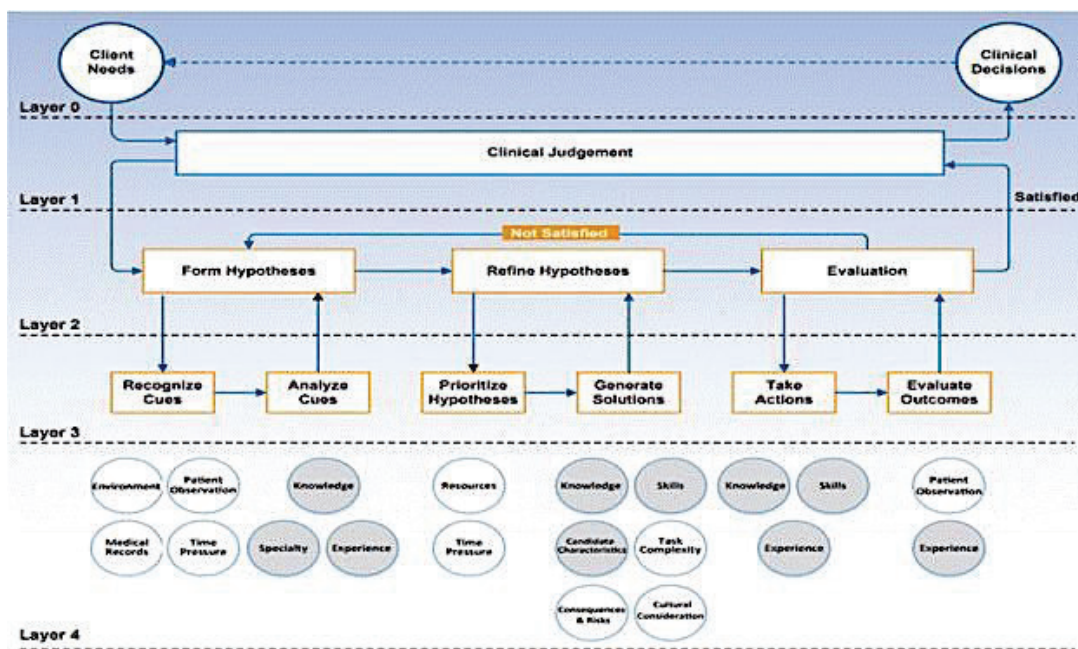 Client
Needs
Clinical
Decisions
Layer 0
Clinical Judgement
Layer 1
Satisfied
Not Satisfied
Form Hypotheses
Refine Hypotheses
Evaluation
Layer 2
Recognize
Cues
Analyze
Cues
Prioritize
Hypotheses
Generate
Solutions
Take
Actions
Evaluate
Outcomes
Layer 3
Environment
Patient
Observation
Knowledge
Resources
Knowledge
Skills
Knowledge
Skills
Patient
Observation
Medical
Records
Time
Pressure
Specialty
Experience
Time
Pressure
Candidate
Characteristics
Task
Complexity
Experience
Experience
Consequences
& Risks
Cultural
Consideration
Layer 4